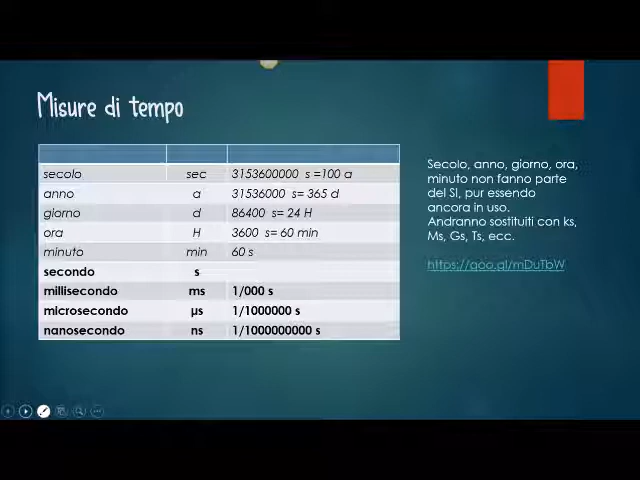 Misure di tempo
secolo sec 3153600000 s =100 a
anno a 31536000 s= 365 d
giorno d 86400 s= 24 H
ora H 3600 s= 60 min
minuto min 60 s
secondo s
millisecondo ms 1/000 s
microsecondo µs 1/1000000 s
nanosecondo ns 1/1000000000 s
Secolo, anno, giorno, ora,
minuto non fanno parte
del SI, pur essendo
ancora in uso.
Andranno sostituiti con ks,
Ms, Gs, Ts, ecc.
https://goo.gl/mDuTbW